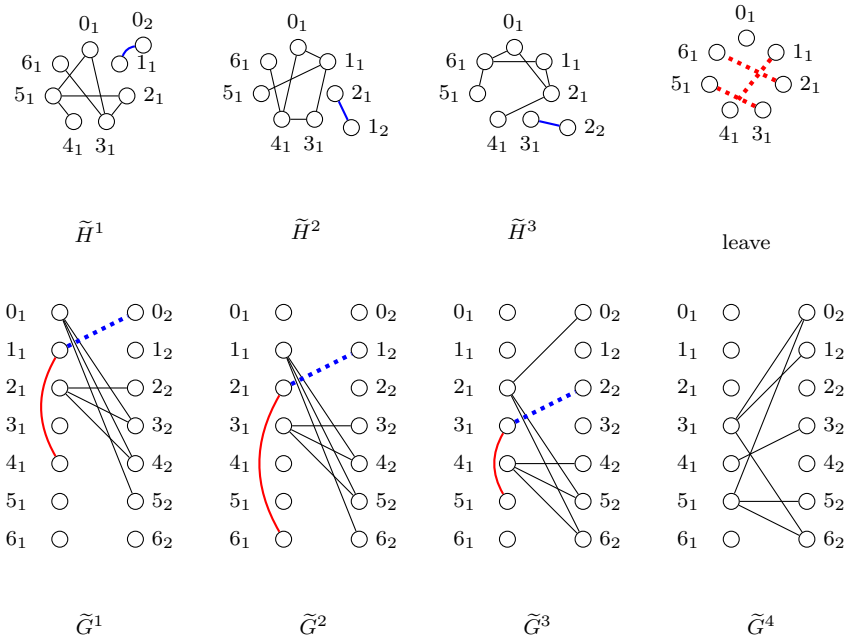 0₁ 0₂ 0₁ 0₁ 0₁
6₁ 1₁ 6₁ 1₁ 6₁ 1₁ 6₁ 1₁
5₁ 2₁ 5₁ 2₁ 5₁ 2₁ 5₁ 2₁
4₁ 3₁ 4₁ 3₁ 1₂ 4₁ 3₁ 2₂ 4₁ 3₁
H̃¹ H̃² H̃³ leave
0₁ 0₂ 0₁ 0₂ 0₁ 0₂ 0₁ 0₂
1₁ 1₂ 1₁ 1₂ 1₁ 1₂ 1₁ 1₂
2₁ 2₂ 2₁ 2₂ 2₁ 2₂ 2₁ 2₂
3₁ 3₂ 3₁ 3₂ 3₁ 3₂ 3₁ 3₂
4₁ 4₂ 4₁ 4₂ 4₁ 4₂ 4₁ 4₂
5₁ 5₂ 5₁ 5₂ 5₁ 5₂ 5₁ 5₂
6₁ 6₂ 6₁ 6₂ 6₁ 6₂ 6₁ 6₂
G̃¹ G̃² G̃³ G̃⁴